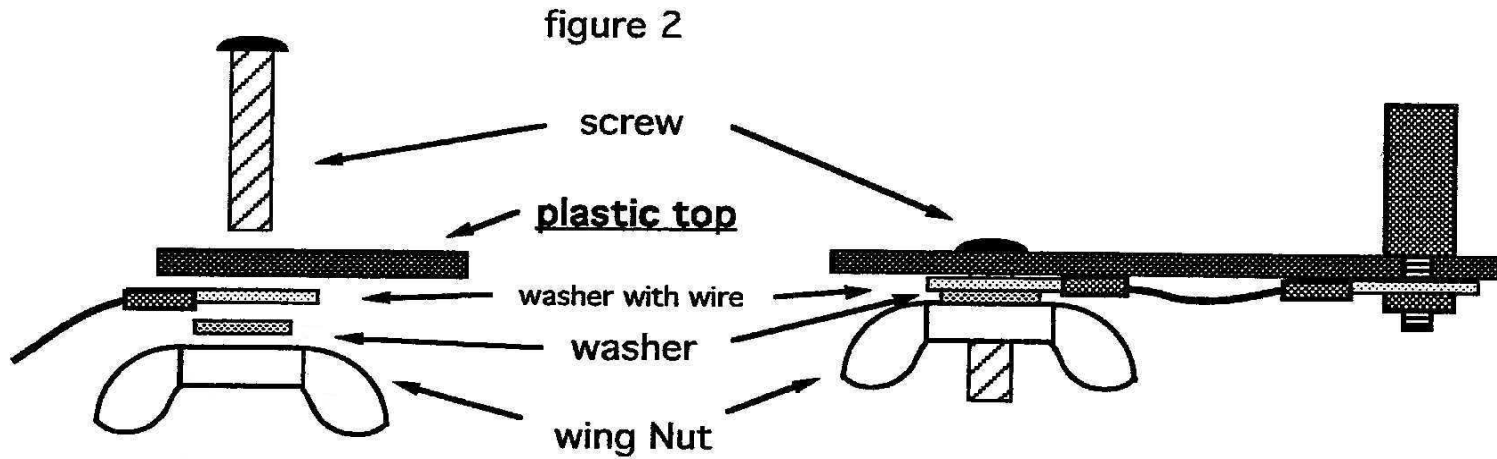 figure 2
screw
plastic top
washer with wire
washer
wing Nut